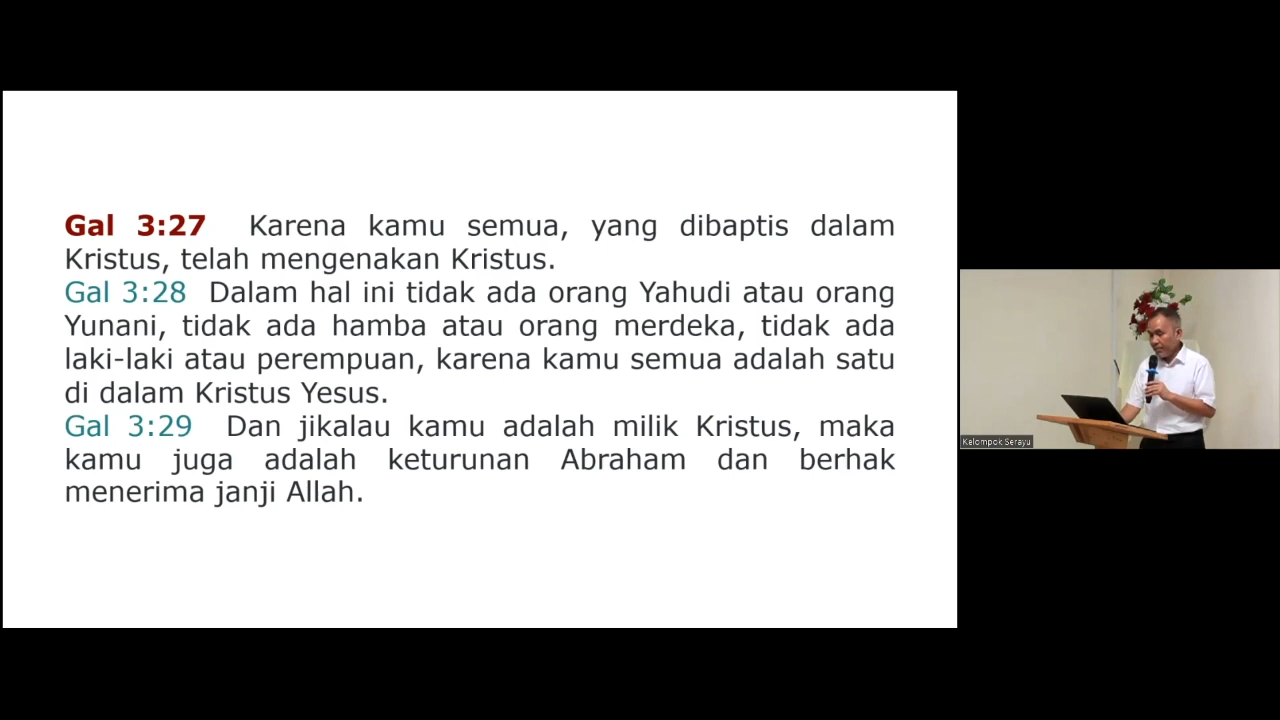 Gal 3:27 Karena kamu semua, yang dibaptis dalam
Kristus, telah mengenakan Kristus.
Gal 3:28 Dalam hal ini tidak ada orang Yahudi atau orang
Yunani, tidak ada hamba atau orang merdeka, tidak ada
laki-laki atau perempuan, karena kamu semua adalah satu
di dalam Kristus Yesus.
Gal 3:29 Dan jikalau kamu adalah milik Kristus, maka
kamu juga adalah keturunan Abraham dan berhak
menerima janji Allah.
Kelompok Serayu